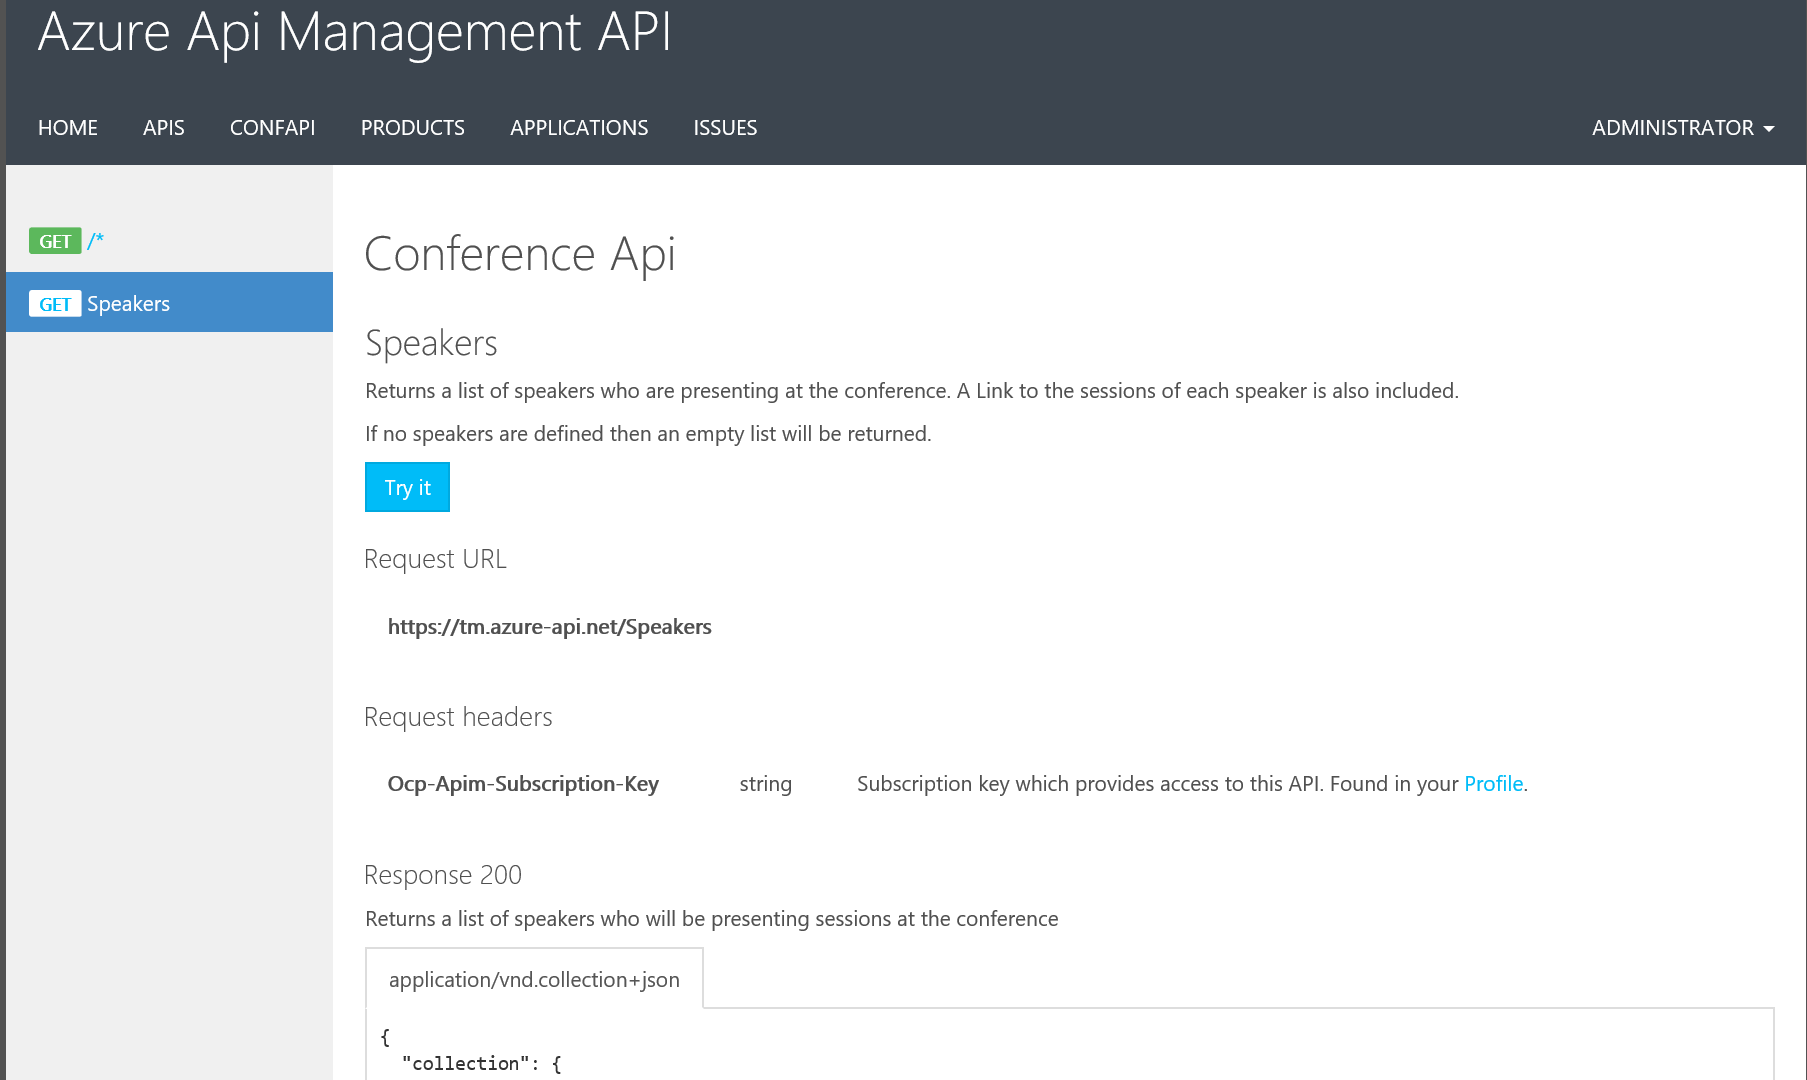 Azure Api Management API
HOME APIS CONFAPI PRODUCTS APPLICATIONS ISSUES ADMINISTRATOR
GET /*
GET Speakers
Conference Api
Speakers
Returns a list of speakers who are presenting at the conference. A Link to the sessions of each speaker is also included.
If no speakers are defined then an empty list will be returned.
Try it
Request URL
https://tm.azure-api.net/Speakers
Request headers
Ocp-Apim-Subscription-Key string Subscription key which provides access to this API. Found in your Profile.
Response 200
Returns a list of speakers who will be presenting sessions at the conference
application/vnd.collection+json
{
"collection": {